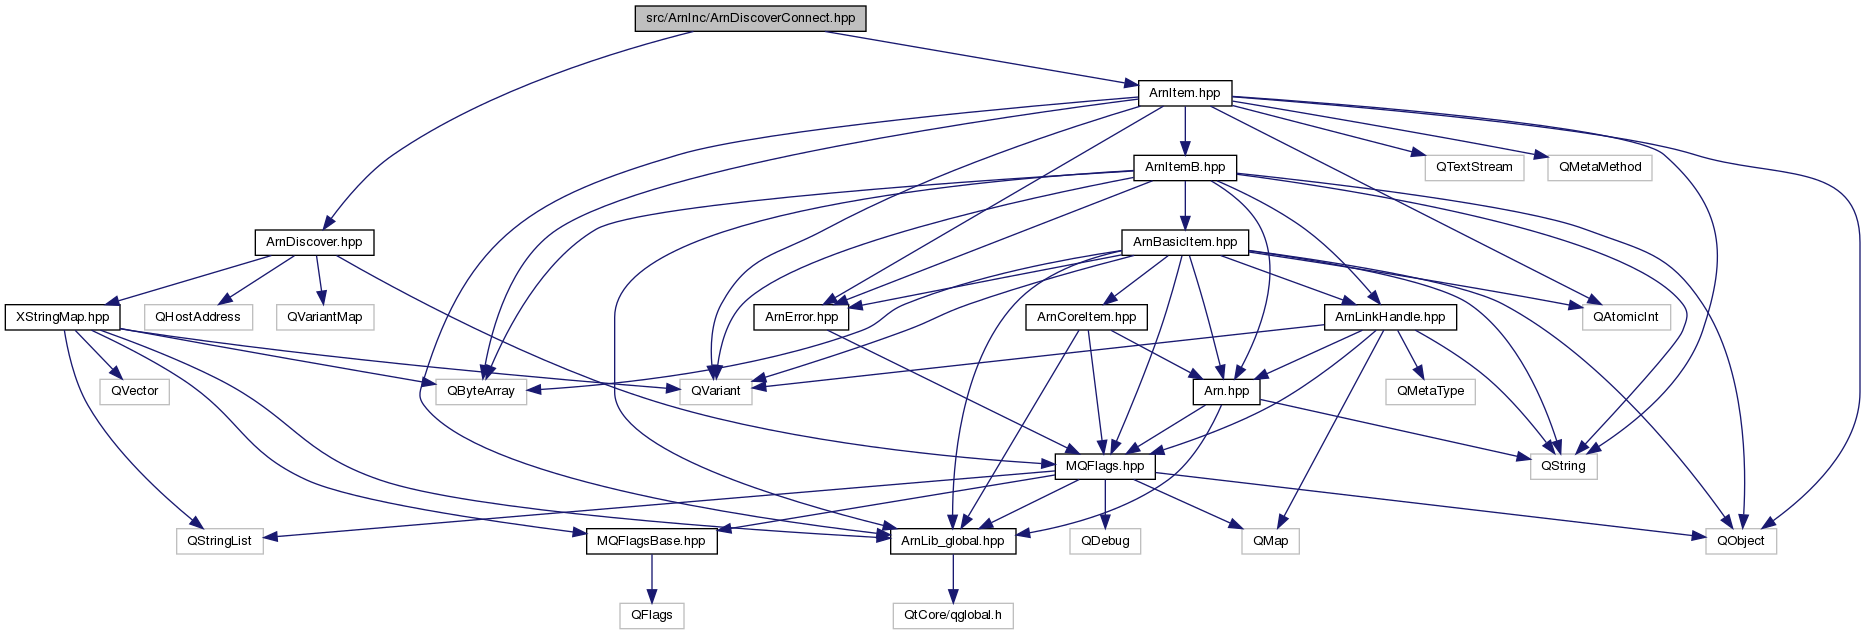 src/ArnInc/ArnDiscoverConnect.hpp
ArnItem.hpp
ArnItemB.hpp
QTextStream
QMetaMethod
ArnDiscover.hpp
ArnBasicItem.hpp
XStringMap.hpp
QHostAddress
QVariantMap
ArnError.hpp
ArnCoreItem.hpp
ArnLinkHandle.hpp
QAtomicInt
QVector
QByteArray
QVariant
Arn.hpp
QMetaType
MQFlags.hpp
QString
QStringList
MQFlagsBase.hpp
ArnLib_global.hpp
QDebug
QMap
QObject
QFlags
QtCore/qglobal.h